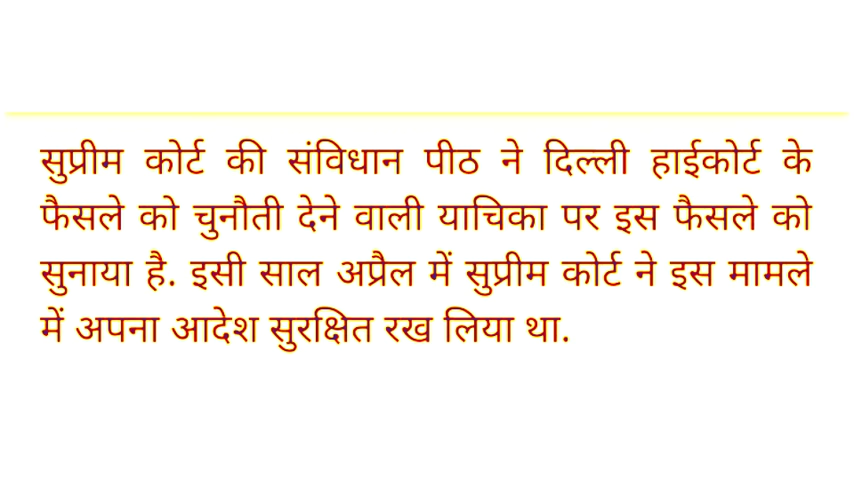 सुप्रीम कोर्ट की संविधान पीठ ने दिल्ली हाईकोर्ट के
फैसले को चुनौती देने वाली याचिका पर इस फैसले को
सुनाया है. इसी साल अप्रैल में सुप्रीम कोर्ट ने इस मामले
में अपना आदेश सुरक्षित रख लिया था.